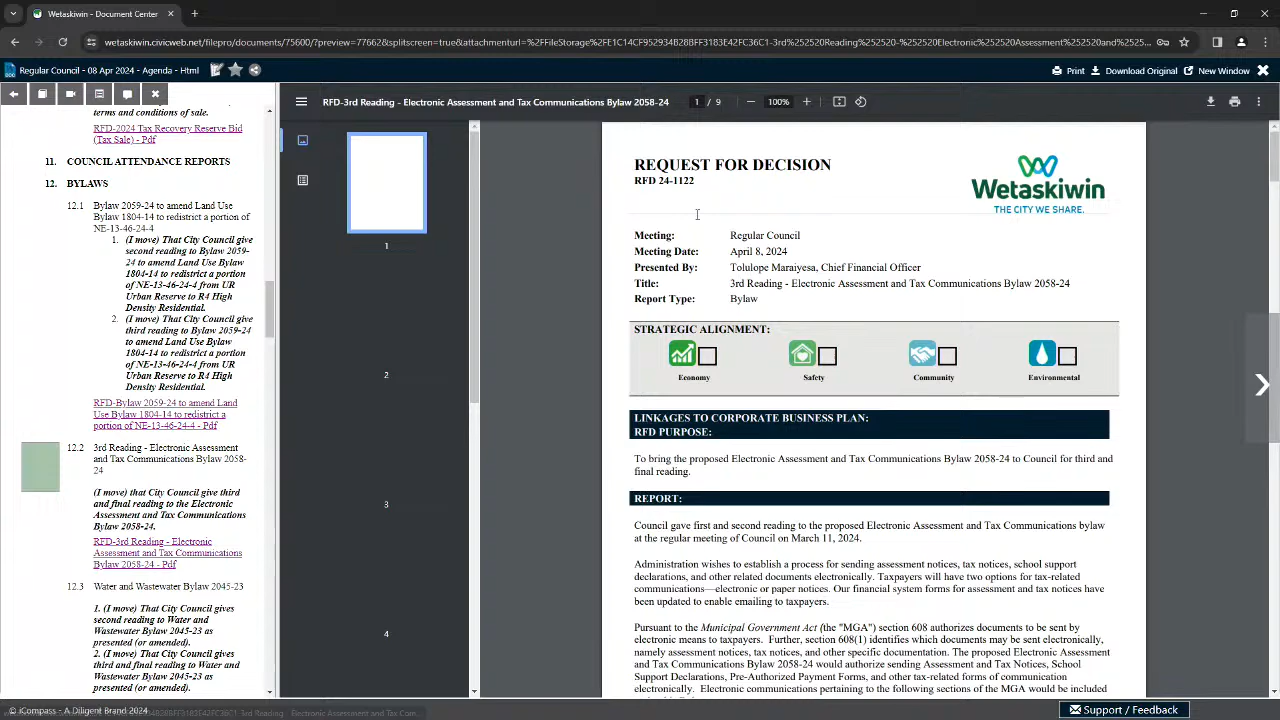 Wetaskiwin - Document Center
wetaskiwin.civicweb.net/filepro/documents/75600/?preview=77662&splitscreen=true&attachmenturl=%2FFileStorage%2FE1C14CF952934B28BFF3183E42FC36C1-3rd%252520Reading%252520-%252520Electronic%252520Assessment%252520and%25252...
Regular Council - 08 Apr 2024 - Agenda - Html
Print
Download Original
New Window
terms and conditions of sale.
RFD-2024 Tax Recovery Reserve Bid
(Tax Sale) - Pdf
11. COUNCIL ATTENDANCE REPORTS
12. BYLAWS
12.1 Bylaw 2059-24 to amend Land Use
Bylaw 1804-14 to redistrict a portion of
NE-13-46-24-4
1. (I move) That City Council give
second reading to Bylaw 2059-
24 to amend Land Use Bylaw
1804-14 to redistrict a portion
of NE-13-46-24-4 from UR
Urban Reserve to R4 High
Density Residential.
2. (I move) That City Council give
third reading to Bylaw 2059-24
to amend Land Use Bylaw
1804-14 to redistrict a portion
of NE-13-46-24-4 from UR
Urban Reserve to R4 High
Density Residential.
RFD-Bylaw 2059-24 to amend Land
Use Bylaw 1804-14 to redistrict a
portion of NE-13-46-24-4 - Pdf
12.2 3rd Reading - Electronic Assessment
and Tax Communications Bylaw 2058-
24
(I move) that City Council give third
and final reading to the Electronic
Assessment and Tax Communications
Bylaw 2058-24.
RFD-3rd Reading - Electronic
Assessment and Tax Communications
Bylaw 2058-24 - Pdf
12.3 Water and Wastewater Bylaw 2045-23
1. (I move) That City Council gives
second reading to Water and
Wastewater Bylaw 2045-23 as
presented (or amended).
2. (I move) That City Council gives
third and final reading to Water and
Wastewater Bylaw 2045-23 as
presented (or amended).
RFD-3rd Reading - Electronic Assessment and Tax Communications Bylaw 2058-24
1 / 9
100%
1
2
3
4
REQUEST FOR DECISION
RFD 24-1122
Wetaskiwin
THE CITY WE SHARE.
Meeting: Regular Council
Meeting Date: April 8, 2024
Presented By: Tolulope Maraiyesa, Chief Financial Officer
Title: 3rd Reading - Electronic Assessment and Tax Communications Bylaw 2058-24
Report Type: Bylaw
STRATEGIC ALIGNMENT:
Economy
Safety
Community
Environmental
LINKAGES TO CORPORATE BUSINESS PLAN:
RFD PURPOSE:
To bring the proposed Electronic Assessment and Tax Communications Bylaw 2058-24 to Council for third and
final reading.
REPORT:
Council gave first and second reading to the proposed Electronic Assessment and Tax Communications bylaw
at the regular meeting of Council on March 11, 2024.
Administration wishes to establish a process for sending assessment notices, tax notices, school support
declarations, and other related documents electronically. Taxpayers will have two options for tax-related
communications—electronic or paper notices. Our financial system forms for assessment and tax notices have
been updated to enable emailing to taxpayers.
Pursuant to the Municipal Government Act (the "MGA") section 608 authorizes documents to be sent by
electronic means to taxpayers. Further, section 608(1) identifies which documents may be sent electronically,
namely assessment notices, tax notices, and other specific documentation. The proposed Electronic Assessment
and Tax Communications Bylaw 2058-24 would authorize sending Assessment and Tax Notices, School
Support Declarations, Pre-Authorized Payment Forms, and other tax-related forms of communication
electronically. Electronic communications pertaining to the following sections of the MGA would be included
© iCompass - A Diligent Brand 2024
Support / Feedback